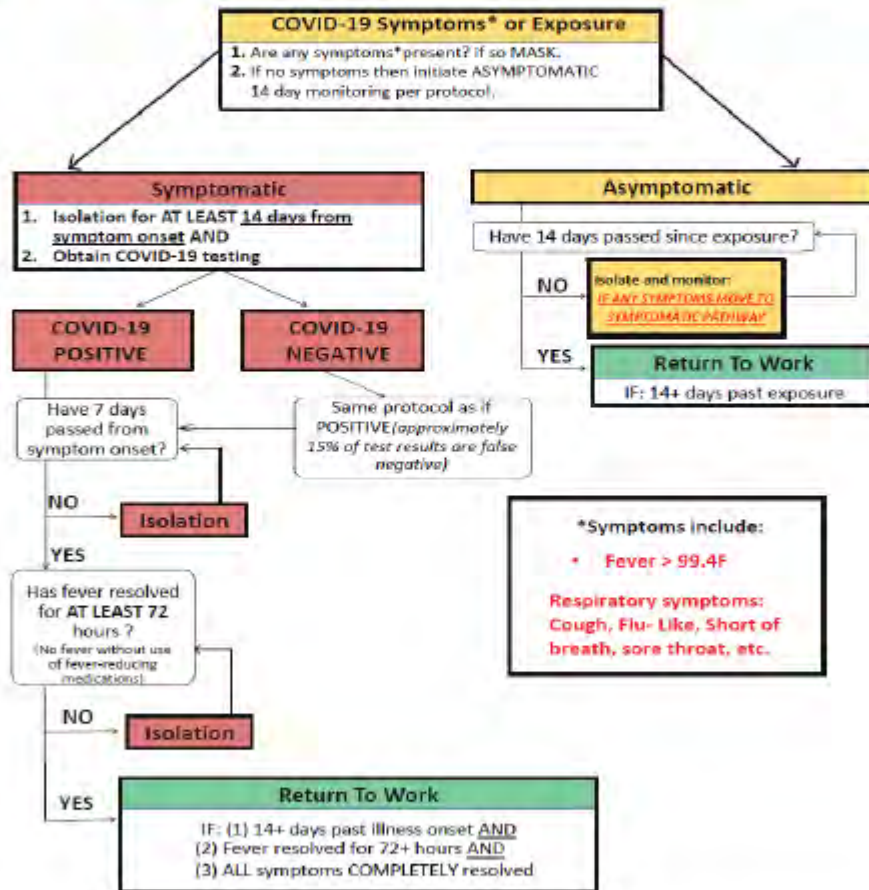 COVID-19 Symptoms* or Exposure
1. Are any symptoms*present? if so MASK.
2. If no symptoms then initiate ASYMPTOMATIC
14 day monitoring per protocol.
Symptomatic
1. Isolation for AT LEAST 14 days from
symptom onset AND
2. Obtain COVID-19 testing
Asymptomatic
Have 14 days passed since exposure?
NO
Isolate and monitor:
IF ANY SYMPTOMS MOVE TO
SYMPTOMATIC PATHWAY
YES
Return To Work
IF: 14+ days past exposure
COVID-19
POSITIVE
COVID-19
NEGATIVE
Have 7 days
passed from
symptom onset?
Same protocol as if
POSITIVE(approximately
15% of test results are false
negative)
NO
Isolation
YES
Has fever resolved
for AT LEAST 72
hours ?
(No fever without use
of fever-reducing
medications)
NO
Isolation
YES
Return To Work
IF: (1) 14+ days past illness onset AND
(2) Fever resolved for 72+ hours AND
(3) ALL symptoms COMPLETELY resolved
*Symptoms include:
• Fever > 99.4F
Respiratory symptoms:
Cough, Flu- Like, Short of
breath, sore throat, etc.